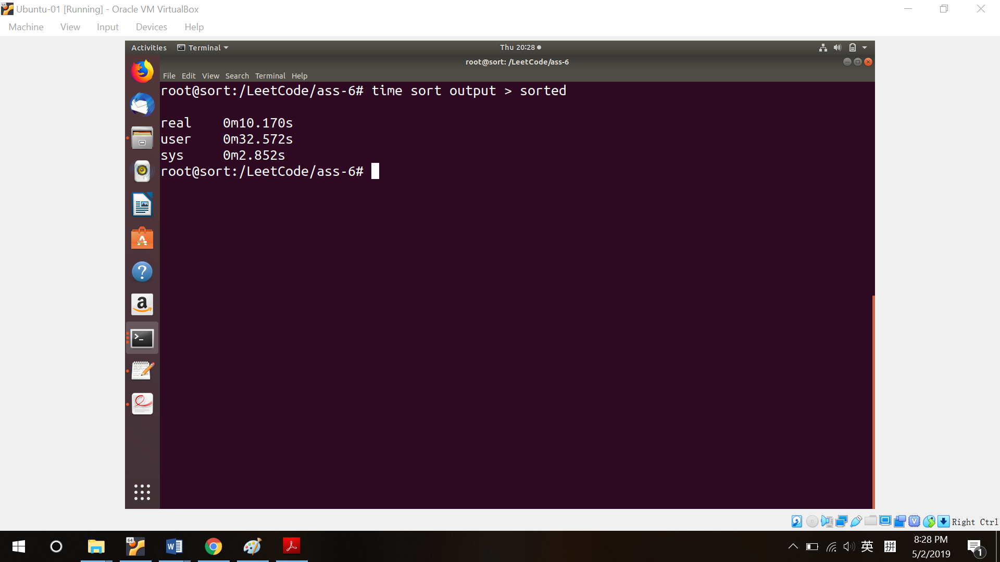 Ubuntu-01 [Running] - Oracle VM VirtualBox
Machine View Input Devices Help
Activities Terminal Thu 20:28
root@sort: /LeetCode/ass-6
File Edit View Search Terminal Help
root@sort:/LeetCode/ass-6# time sort output > sorted
real 0m10.170s
user 0m32.572s
sys 0m2.852s
root@sort:/LeetCode/ass-6#
Right Ctrl
英 拼 8:28 PM
5/2/2019
1